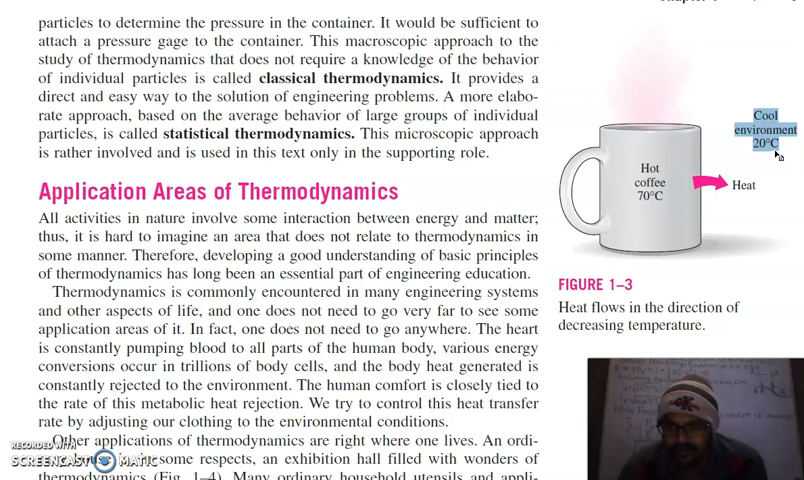 particles to determine the pressure in the container. It would be sufficient to
attach a pressure gage to the container. This macroscopic approach to the
study of thermodynamics that does not require a knowledge of the behavior
of individual particles is called classical thermodynamics. It provides a
direct and easy way to the solution of engineering problems. A more elabo-
rate approach, based on the average behavior of large groups of individual
particles, is called statistical thermodynamics. This microscopic approach
is rather involved and is used in this text only in the supporting role.
Application Areas of Thermodynamics
All activities in nature involve some interaction between energy and matter;
thus, it is hard to imagine an area that does not relate to thermodynamics in
some manner. Therefore, developing a good understanding of basic principles
of thermodynamics has long been an essential part of engineering education.
Thermodynamics is commonly encountered in many engineering systems
and other aspects of life, and one does not need to go very far to see some
application areas of it. In fact, one does not need to go anywhere. The heart
is constantly pumping blood to all parts of the human body, various energy
conversions occur in trillions of body cells, and the body heat generated is
constantly rejected to the environment. The human comfort is closely tied to
the rate of this metabolic heat rejection. We try to control this heat transfer
rate by adjusting our clothing to the environmental conditions.
Other applications of thermodynamics are right where one lives. An ordi-
some respects, an exhibition hall filled with wonders of
thermodynamics (Fig. 1–4). Many ordinary household utensils and appli-
Cool
environment
20°C
Hot
coffee
70°C
Heat
FIGURE 1–3
Heat flows in the direction of
decreasing temperature.
RECORDED WITH
SCREENCAST MATIC